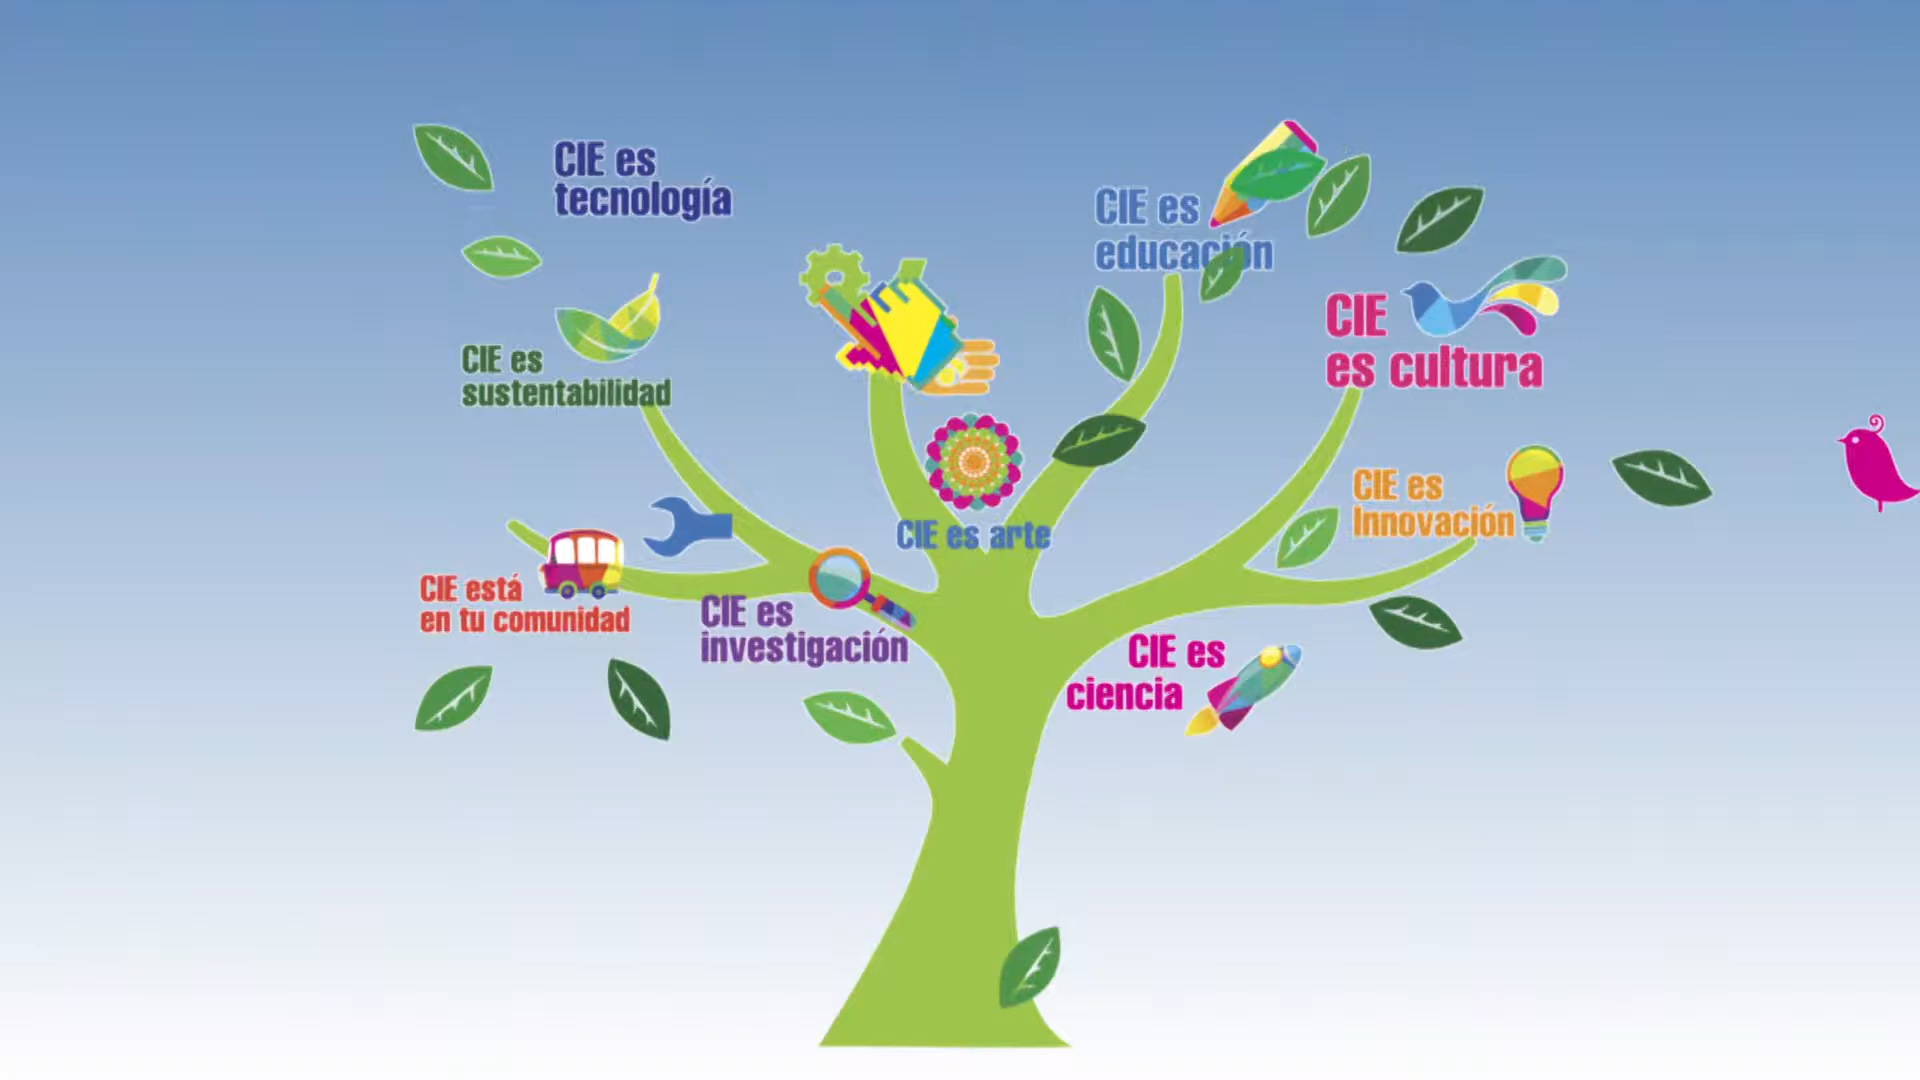 CIE es
tecnología
CIE es
educación
CIE
es cultura
CIE es
sustentabilidad
CIE es
Innovación
CIE es arte
CIE está
en tu comunidad
CIE es
investigación
CIE es
ciencia